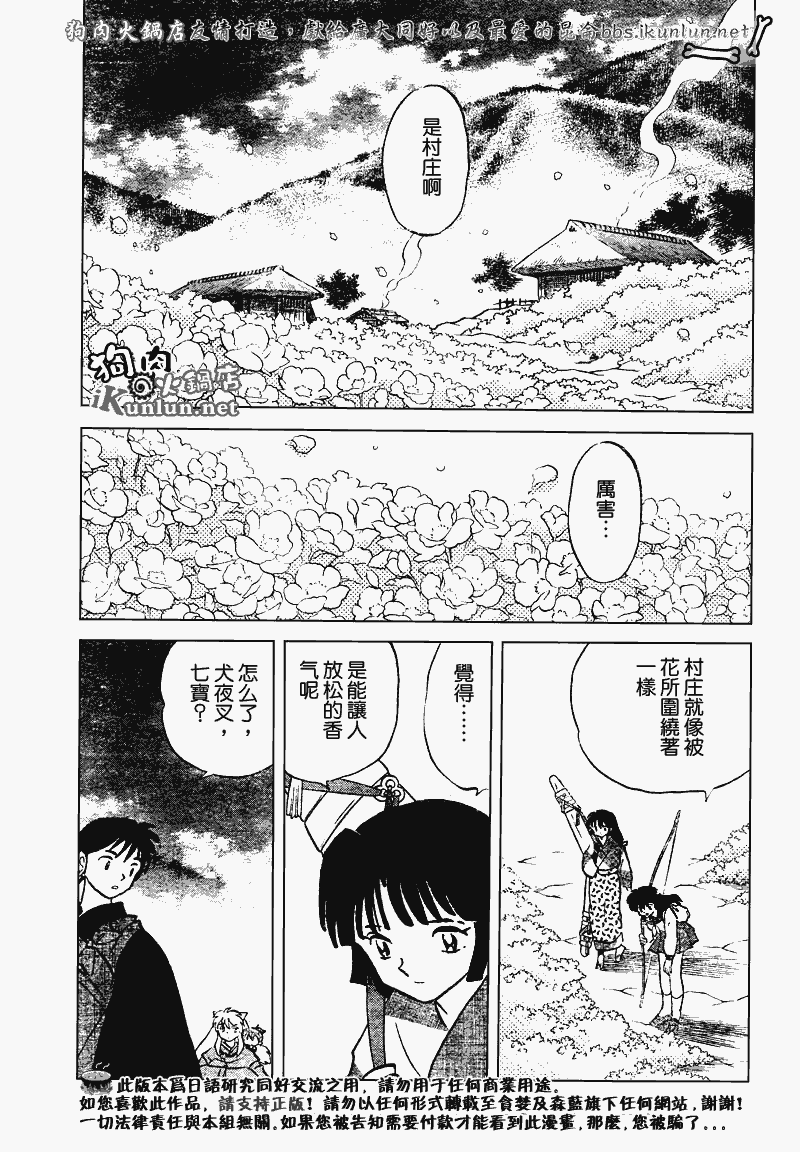 狗肉火鍋店友情打造，獻給廣大同好以及最愛的昆侖bbs.ikunlun.net
是村庄啊
狗肉
火鍋店
iKunlun.net
厲害…
村庄就像被
花所圍繞著
一樣
覺得……
是能讓人
放松的香
气呢
怎么了，
犬夜叉，
七寶？
此版本爲日語研究同好交流之用，請勿用于任何商業用途。
如您喜歡此作品，請支持正版！請勿以任何形式轉載至貪婪及森藍旗下任何網站，謝謝！
一切法律責任與本組無關。如果您被告知需要付款才能看到此漫畫，那麼，您被騙了...